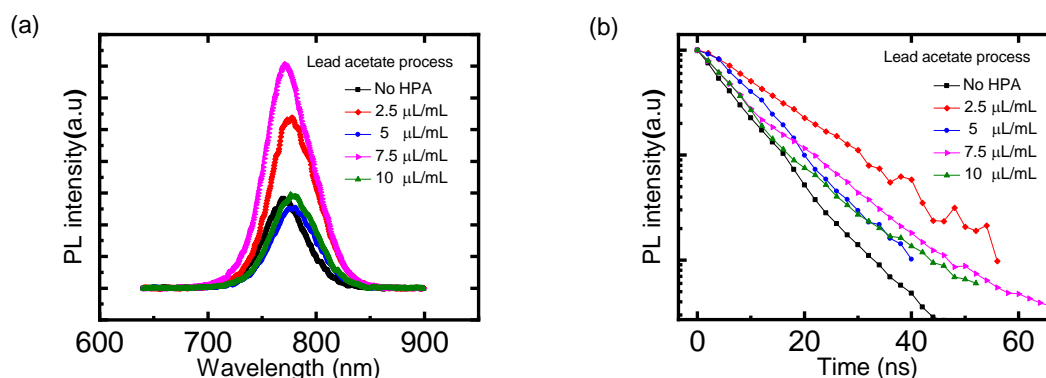 (a)
PL intensity(a.u)
Lead acetate process
No HPA
2.5 μL/mL
5 μL/mL
7.5 μL/mL
10 μL/mL
600 700 800 900
Wavelength (nm)
(b)
PL intensity(a.u)
Lead acetate process
No HPA
2.5 μL/mL
5 μL/mL
7.5 μL/mL
10 μL/mL
0 20 40 60
Time (ns)